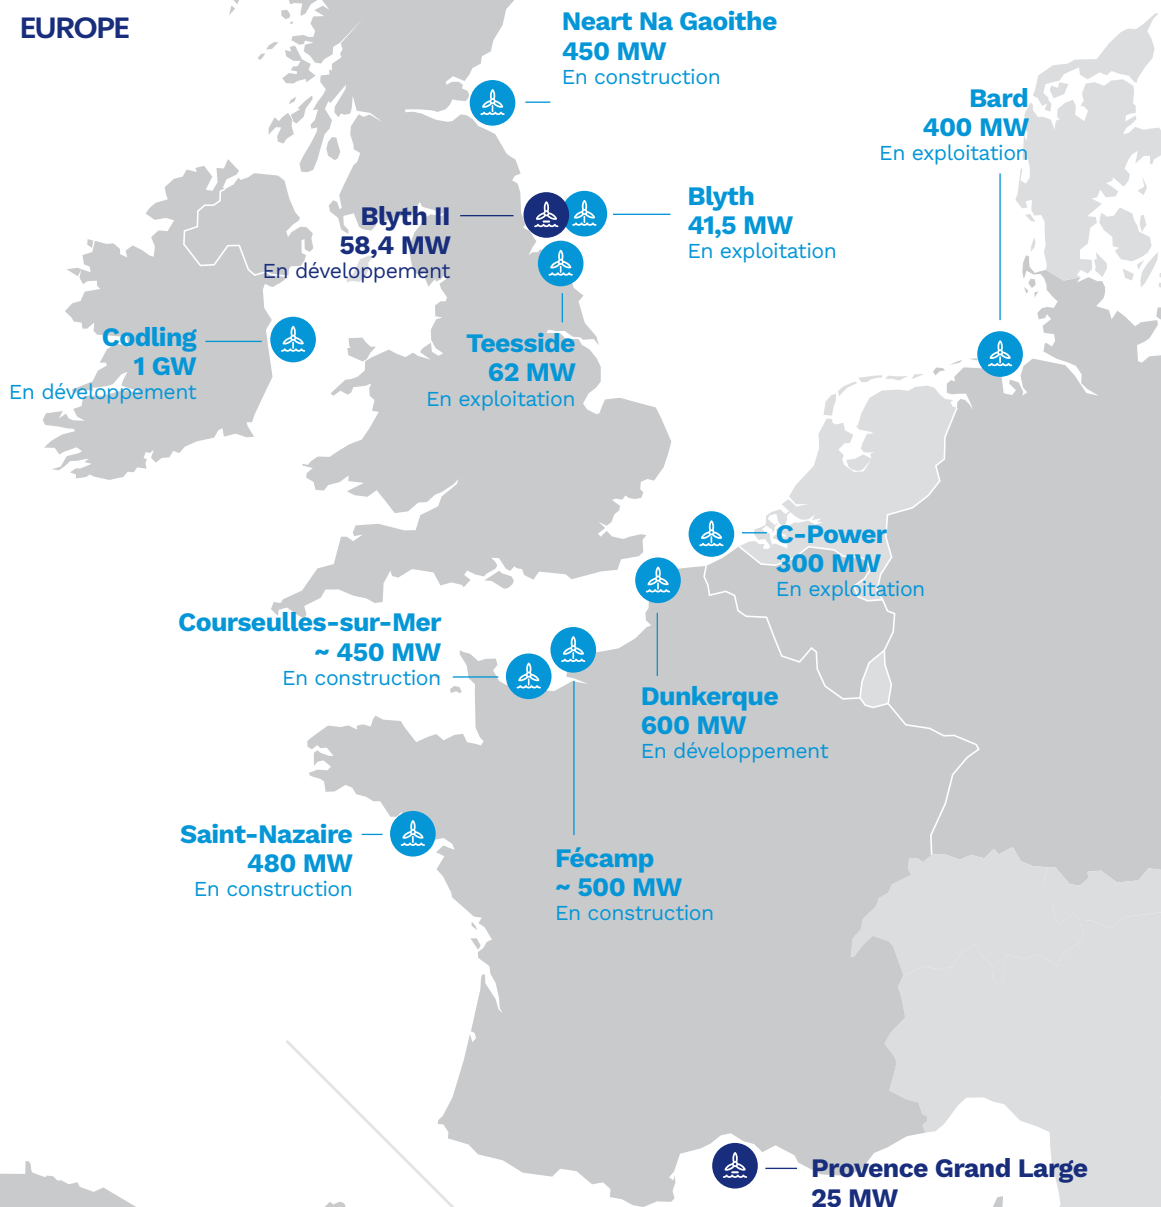 EUROPE
Neart Na Gaoithe
450 MW
En construction
Bard
400 MW
En exploitation
Blyth II
58,4 MW
En développement
Blyth
41,5 MW
En exploitation
Codling
1 GW
En développement
Teesside
62 MW
En exploitation
C-Power
300 MW
En exploitation
Courseulles-sur-Mer
~ 450 MW
En construction
Dunkerque
600 MW
En développement
Saint-Nazaire
480 MW
En construction
Fécamp
~ 500 MW
En construction
Provence Grand Large
25 MW